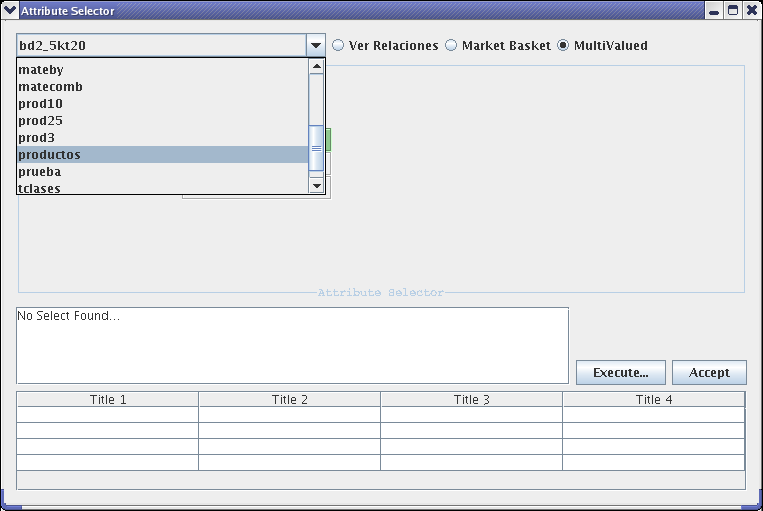 Attribute Selector
bd2_5kt20 Ver Relaciones Market Basket MultiValued
mateby
matecomb
prod10
prod25
prod3
productos
prueba
tclases
Attribute Selector
No Select Found...
Execute... Accept
Title 1 Title 2 Title 3 Title 4